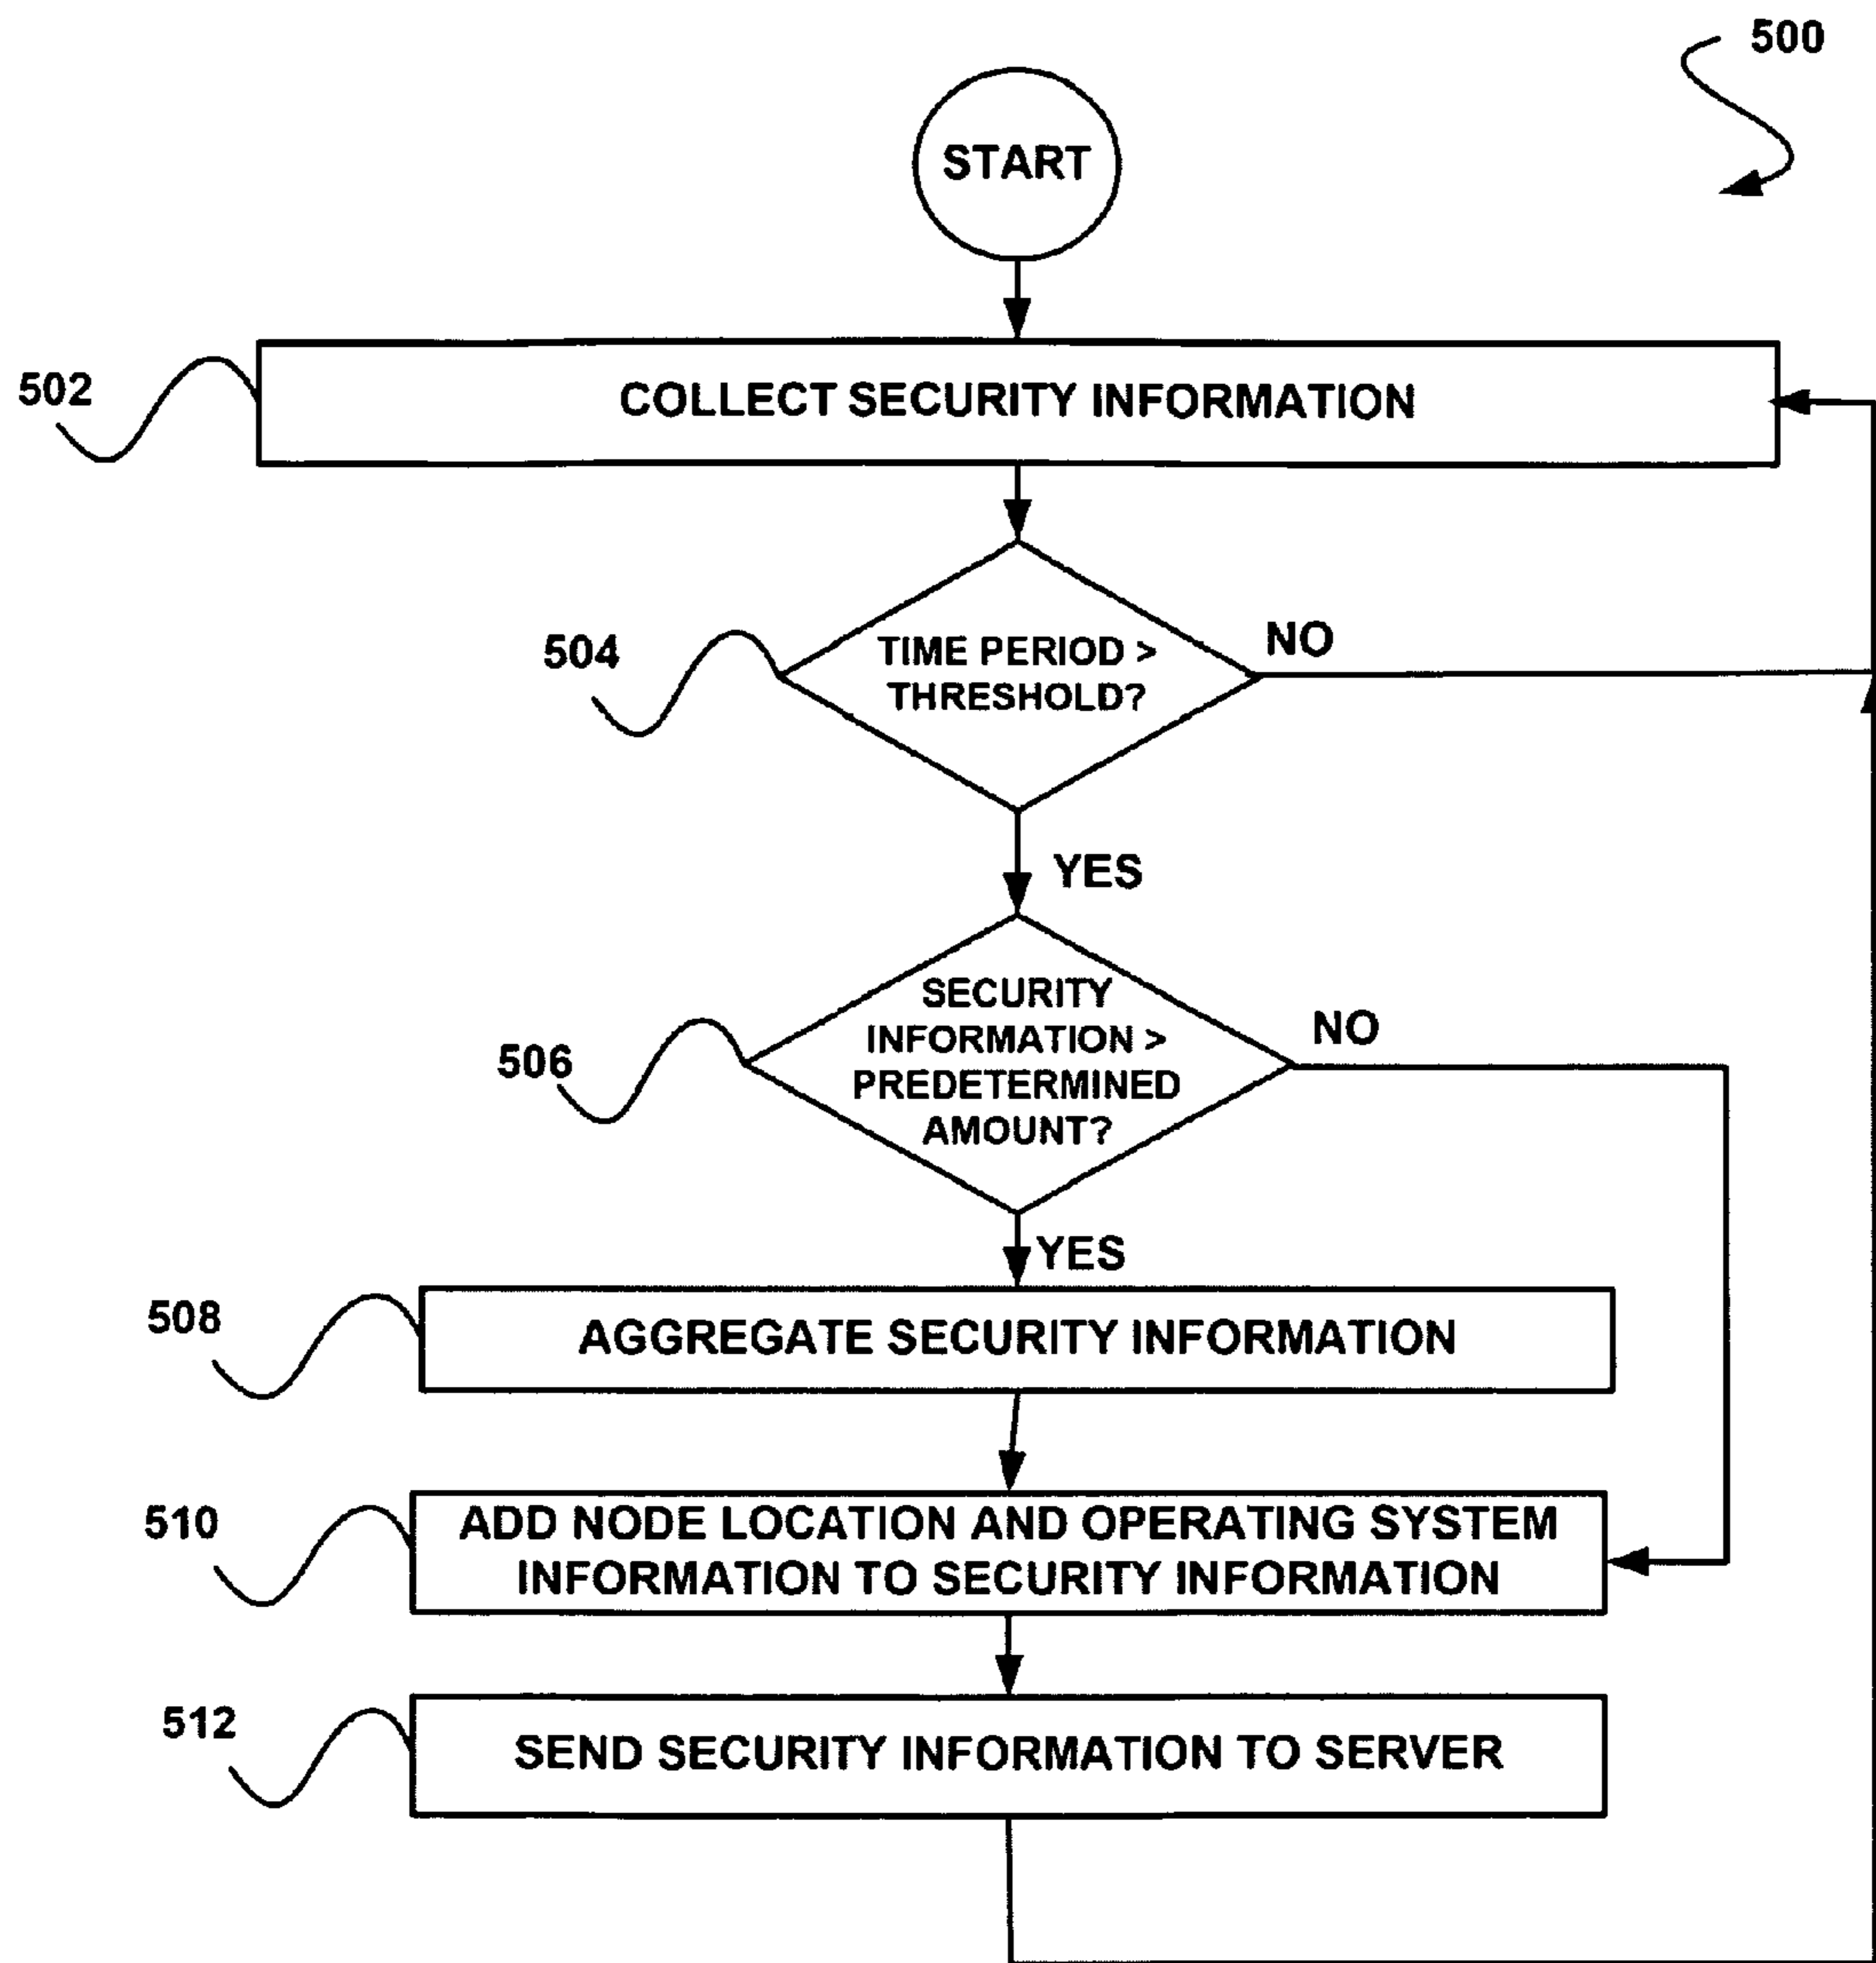 500
START
502
COLLECT SECURITY INFORMATION
504
TIME PERIOD >
THRESHOLD?
NO
YES
506
SECURITY
INFORMATION >
PREDETERMINED
AMOUNT?
NO
YES
508
AGGREGATE SECURITY INFORMATION
510
ADD NODE LOCATION AND OPERATING SYSTEM
INFORMATION TO SECURITY INFORMATION
512
SEND SECURITY INFORMATION TO SERVER